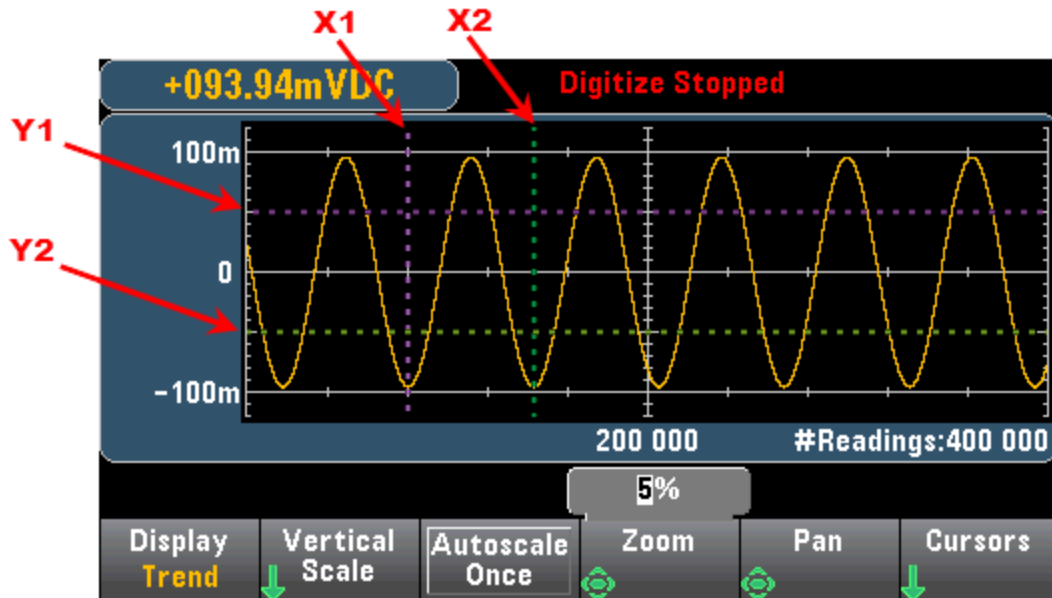 X1
X2
+093.94mVDC
Digitize Stopped
Y1
100m
Y2
0
-100m
200 000
#Readings:400 000
5%
Display
Trend
Vertical
Scale
Autoscale
Once
Zoom
Pan
Cursors